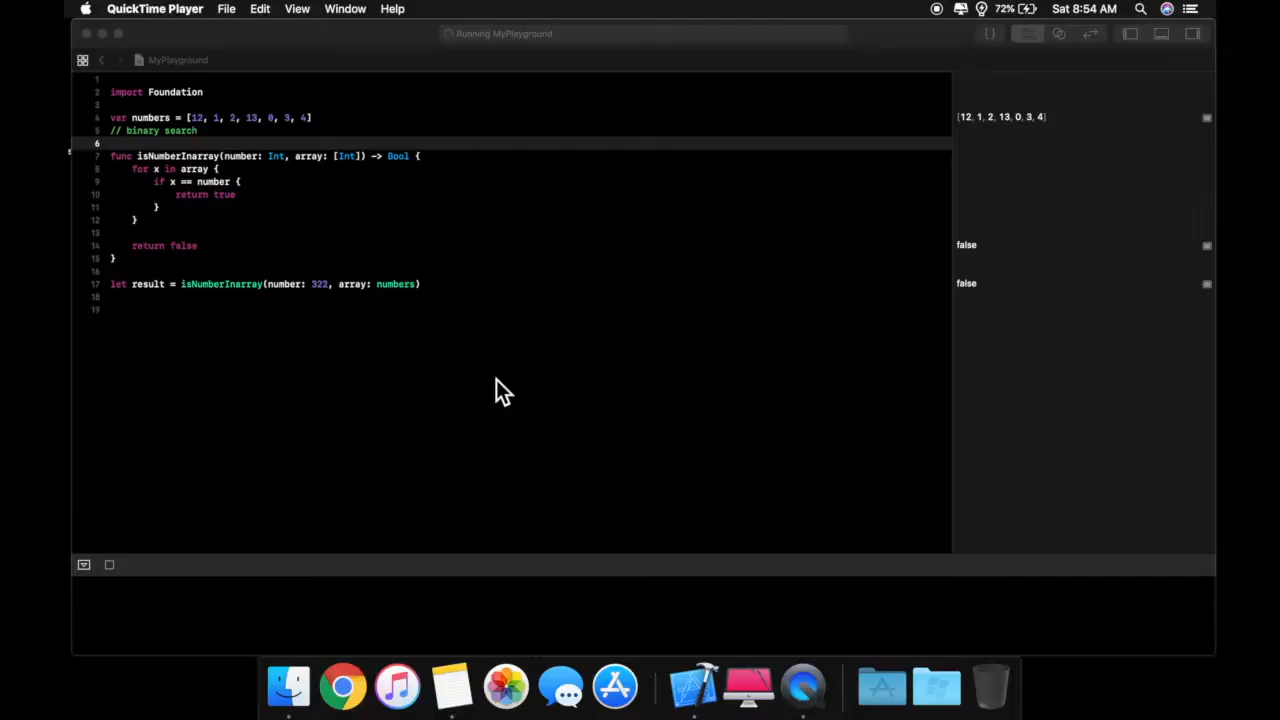 QuickTime Player File Edit View Window Help 72% Sat 8:54 AM
Running MyPlayground
{ }
MyPlayground
1
2 import Foundation
3
4 var numbers = [12, 1, 2, 13, 0, 3, 4] [12, 1, 2, 13, 0, 3, 4]
5 // binary search
6
7 func isNumberInarray(number: Int, array: [Int]) -> Bool {
8 for x in array {
9 if x == number {
10 return true
11 }
12 }
13
14 return false false
15 }
16
17 let result = isNumberInarray(number: 322, array: numbers) false
18
19